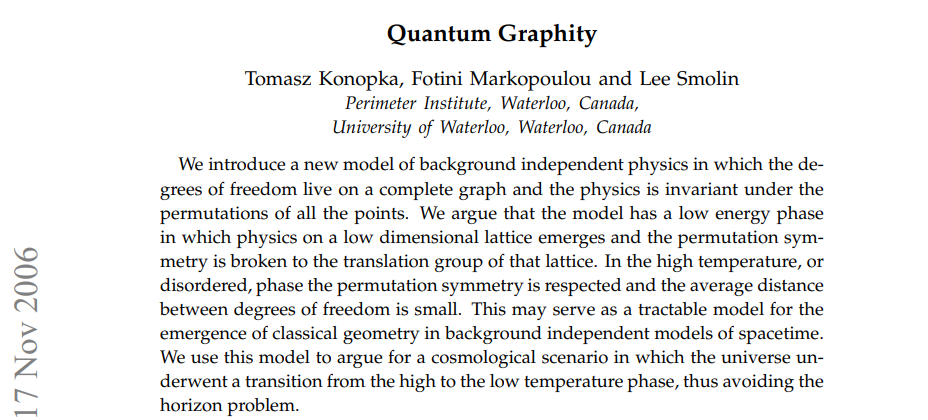 Quantum Graphity
Tomasz Konopka, Fotini Markopoulou and Lee Smolin
Perimeter Institute, Waterloo, Canada,
University of Waterloo, Waterloo, Canada
We introduce a new model of background independent physics in which the de-
grees of freedom live on a complete graph and the physics is invariant under the
permutations of all the points. We argue that the model has a low energy phase
in which physics on a low dimensional lattice emerges and the permutation sym-
metry is broken to the translation group of that lattice. In the high temperature, or
disordered, phase the permutation symmetry is respected and the average distance
between degrees of freedom is small. This may serve as a tractable model for the
emergence of classical geometry in background independent models of spacetime.
We use this model to argue for a cosmological scenario in which the universe un-
derwent a transition from the high to the low temperature phase, thus avoiding the
horizon problem.
17 Nov 2006